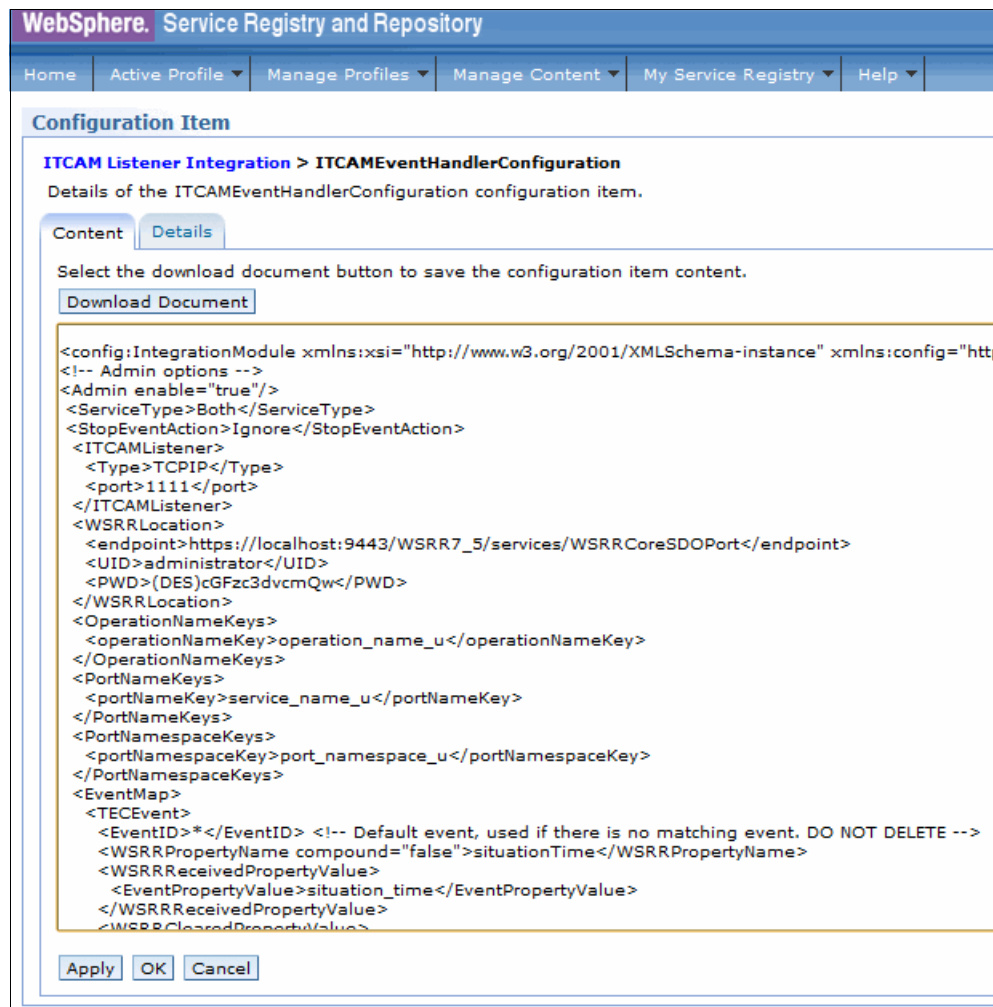 WebSphere. Service Registry and Repository
Home Active Profile Manage Profiles Manage Content My Service Registry Help
Configuration Item
ITCAM Listener Integration > ITCAMEventHandlerConfiguration
Details of the ITCAMEventHandlerConfiguration configuration item.
Content Details
Select the download document button to save the configuration item content.
Download Document
<config:IntegrationModule xmlns:xsi="http://www.w3.org/2001/XMLSchema-instance" xmlns:config="htt
<!-- Admin options -->
<Admin enable="true"/>
<ServiceType>Both</ServiceType>
<StopEventAction>Ignore</StopEventAction>
<ITCAMListener>
<Type>TCPIP</Type>
<port>1111</port>
</ITCAMListener>
<WSRRLocation>
<endpoint>https://localhost:9443/WSRR7_5/services/WSRRCoreSDOPort</endpoint>
<UID>administrator</UID>
<PWD>(DES)cGFzc3dvcmQw</PWD>
</WSRRLocation>
<OperationNameKeys>
<operationNameKey>operation_name_u</operationNameKey>
</OperationNameKeys>
<PortNameKeys>
<portNameKey>service_name_u</portNameKey>
</PortNameKeys>
<PortNamespaceKeys>
<portNamespaceKey>port_namespace_u</portNamespaceKey>
</PortNamespaceKeys>
<EventMap>
<TECEvent>
<EventID>*</EventID> <!-- Default event, used if there is no matching event. DO NOT DELETE -->
<WSRRPropertyName compound="false">situationTime</WSRRPropertyName>
<WSRRReceivedPropertyValue>
<EventPropertyValue>situation_time</EventPropertyValue>
</WSRRReceivedPropertyValue>
<WSRRClearedPropertyValue>
Apply OK Cancel